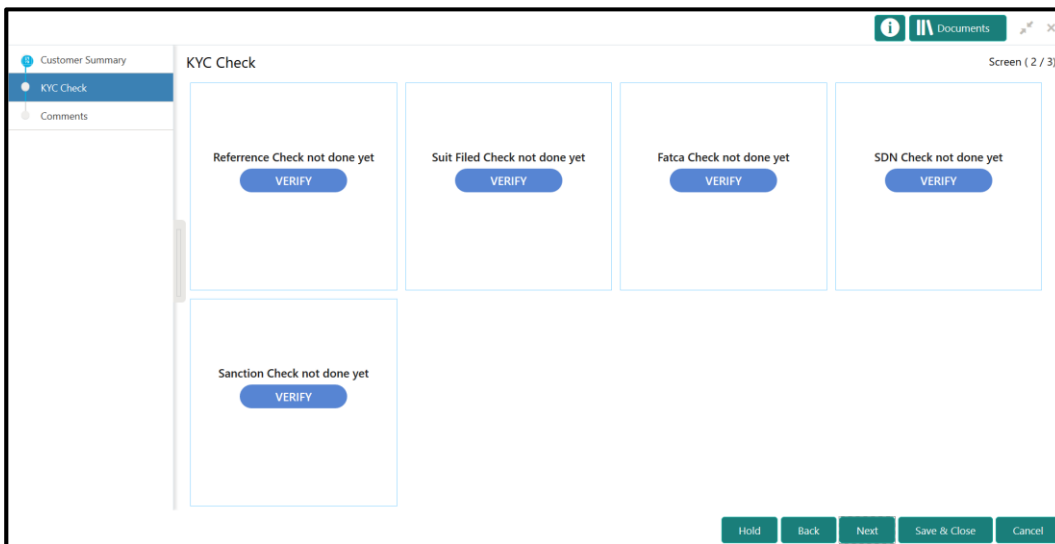 Documents
Customer Summary
KYC Check
Comments
KYC Check
Screen ( 2 / 3)
Referrence Check not done yet
VERIFY
Suit Filed Check not done yet
VERIFY
Fatca Check not done yet
VERIFY
SDN Check not done yet
VERIFY
Sanction Check not done yet
VERIFY
Hold
Back
Next
Save & Close
Cancel